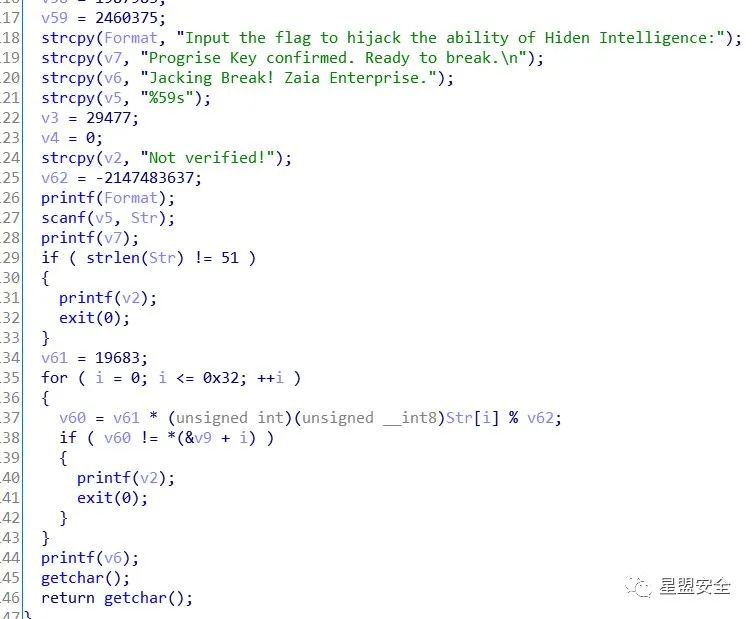 17 v59 = 2460375;
18 strcpy(Format, "Input the flag to hijack the ability of Hiden Intelligence:");
19 strcpy(v7, "Progrise Key confirmed. Ready to break.\n");
20 strcpy(v6, "Jacking Break! Zaia Enterprise.");
21 strcpy(v5, "%59s");
22 v3 = 29477;
23 v4 = 0;
24 strcpy(v2, "Not verified!");
25 v62 = -2147483637;
26 printf(Format);
27 scanf(v5, Str);
28 printf(v7);
29 if ( strlen(Str) != 51 )
30 {
31 printf(v2);
32 exit(0);
33 }
34 v61 = 19683;
35 for ( i = 0; i <= 0x32; ++i )
36 {
37 v60 = v61 * (unsigned int)(unsigned __int8)Str[i] % v62;
38 if ( v60 != *(&v9 + i) )
39 {
40 printf(v2);
41 exit(0);
42 }
43 }
44 printf(v6);
45 getchar();
46 return getchar();
47 }
星盟安全